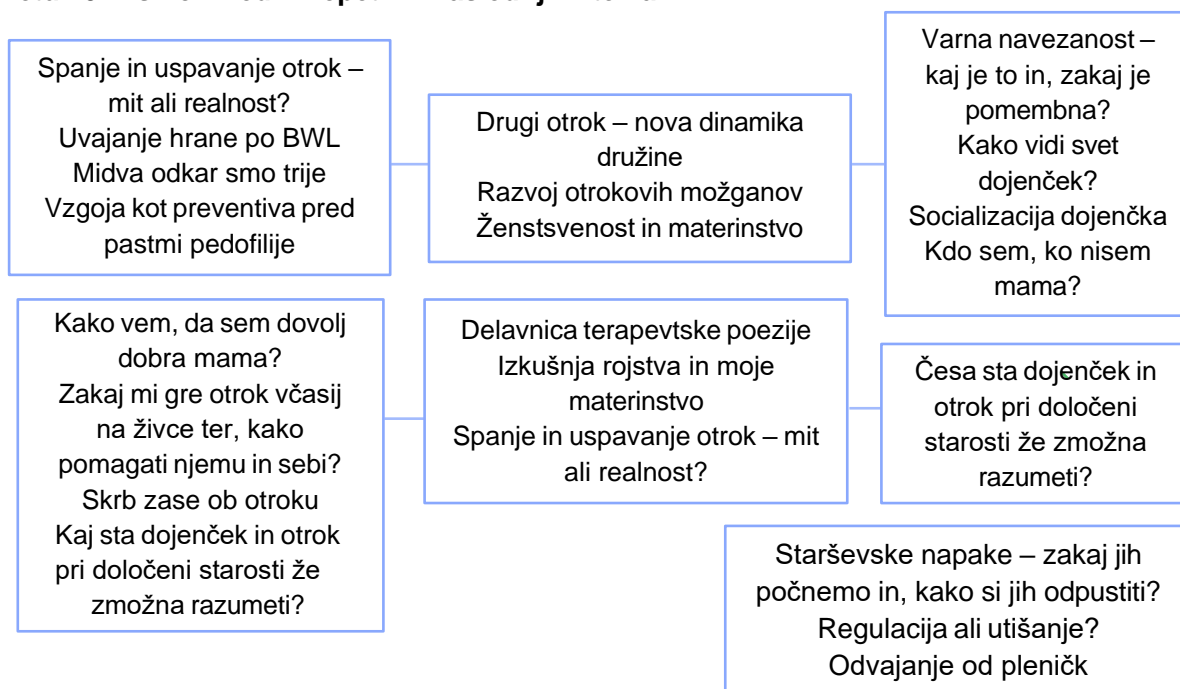 Spanje in uspavanje otrok –
mit ali realnost?
Uvajanje hrane po BWL
Midva odkar smo trije
Vzgoja kot preventiva pred
pastmi pedofilije
Drugi otrok – nova dinamika
družine
Razvoj otrokovih možganov
Ženstsvenost in materinstvo
Varna navezanost –
kaj je to in, zakaj je
pomembna?
Kako vidi svet
dojenček?
Socializacija dojenčka
Kdo sem, ko nisem
mama?
Kako vem, da sem dovolj
dobra mama?
Zakaj mi gre otrok včasij
na živce ter, kako
pomagati njemu in sebi?
Skrb zase ob otroku
Kaj sta dojenček in otrok
pri določeni starosti že
zmožna razumeti?
Delavnica terapevtske poezije
Izkušnja rojstva in moje
materinstvo
Spanje in uspavanje otrok – mit
ali realnost?
Česa sta dojenček in
otrok pri določeni
starosti že zmožna
razumeti?
Starševske napake – zakaj jih
počnemo in, kako si jih odpustiti?
Regulacija ali utišanje?
Odvajanje od pleničk